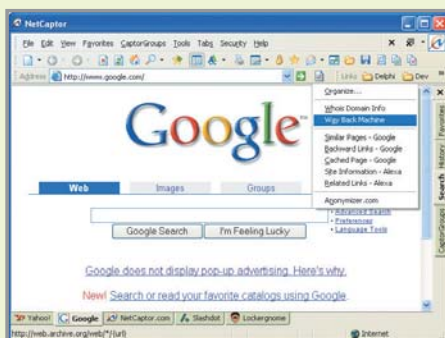 NetCaptor
File Edit View Favorites CaptorGroups Tools Tabs Security Help
Address http://www.google.com/ Links Delphi Dev
Organize...
Whois Domain Info
Way Back Machine
Similar Pages - Google
Backward Links - Google
Cached Page - Google
Site Information - Alexa
Related Links - Alexa
Anonymizer.com
Google
Web Images Groups
Advanced Search
Preferences
Language Tools
Google Search I'm Feeling Lucky
Google does not display pop-up advertising. Here's why.
New! Search or read your favorite catalogs using Google.
Favorites
History
Search
CaptorGroup
Yahoo! Google NetCaptor.com Slashdot Lockergnome
http://web.archive.org/web/*/{url} Internet